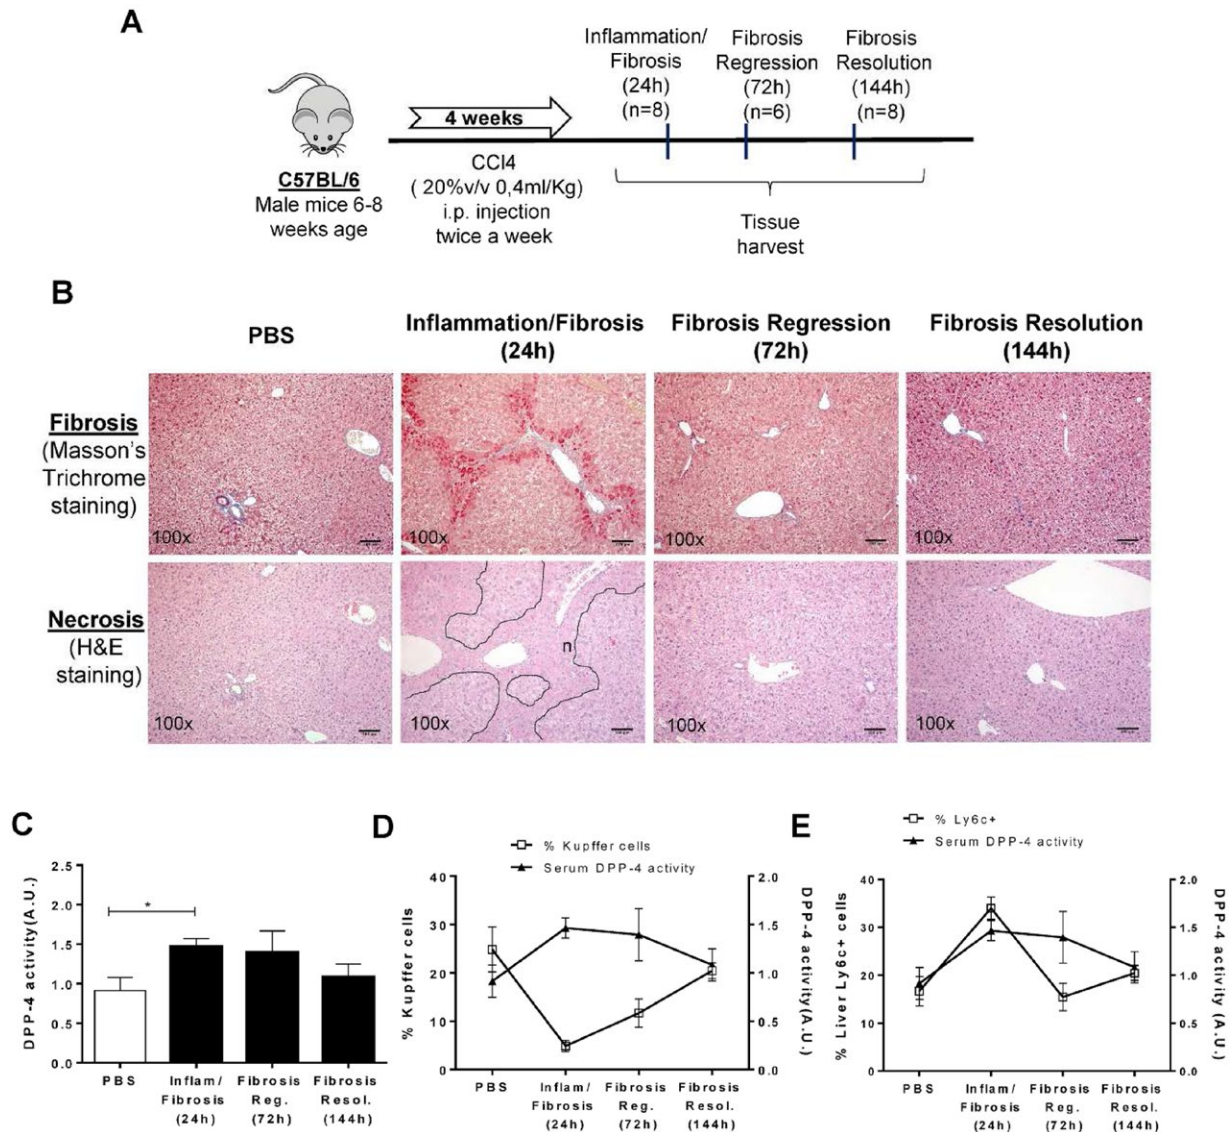 A
Inflammation/
Fibrosis
(24h)
(n=8)
Fibrosis
Regression
(72h)
(n=6)
Fibrosis
Resolution
(144h)
(n=8)
4 weeks
C57BL/6
Male mice 6-8
weeks age
CCl4
( 20%v/v 0,4ml/Kg)
i.p. injection
twice a week
Tissue
harvest
B
PBS
Inflammation/Fibrosis
(24h)
Fibrosis Regression
(72h)
Fibrosis Resolution
(144h)
Fibrosis
(Masson's
Trichrome
staining)
100x
100x
100x
100x
Necrosis
(H&E
staining)
n
100x
100x
100x
100x
C
DPP-4 activity(A.U.)
2.5
2.0
1.5
1.0
0.5
0.0
*
PBS
Inflam/
Fibrosis
(24h)
Fibrosis
Reg.
(72h)
Fibrosis
Resol.
(144h)
D
% Kupffer cells
Serum DPP-4 activity
% Kupffer cells
40
30
20
10
0
2.0
1.5
1.0
0.5
0.0
DPP-4 activity(A.U.)
PBS
Inflam/
Fibrosis
(24h)
Fibrosis
Reg.
(72h)
Fibrosis
Resol.
(144h)
E
% Ly6c+
Serum DPP-4 activity
% Liver Ly6c+ cells
40
30
20
10
0
2.0
1.5
1.0
0.5
0.0
DPP-4 activity (A.U.)
PBS
Inflam/
Fibrosis
(24h)
Fibrosis
Reg.
(72h)
Fibrosis
Resol.
(144h)